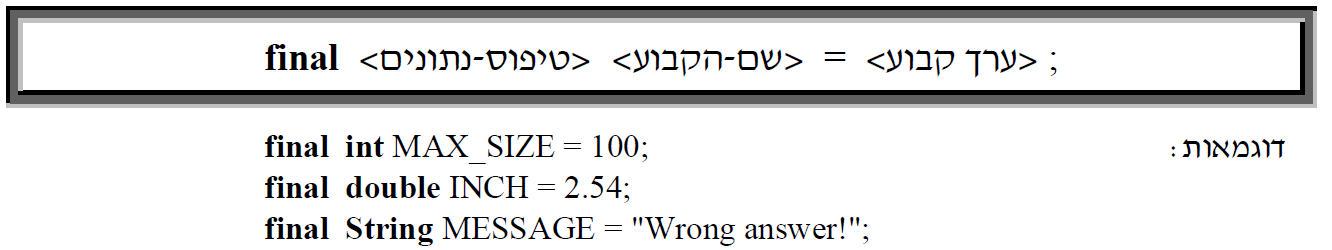 final <טיפוס-נתונים> <שם-הקבוע> = <ערך קבוע> ;
דוגמאות:
final int MAX_SIZE = 100;
final double INCH = 2.54;
final String MESSAGE = "Wrong answer!";